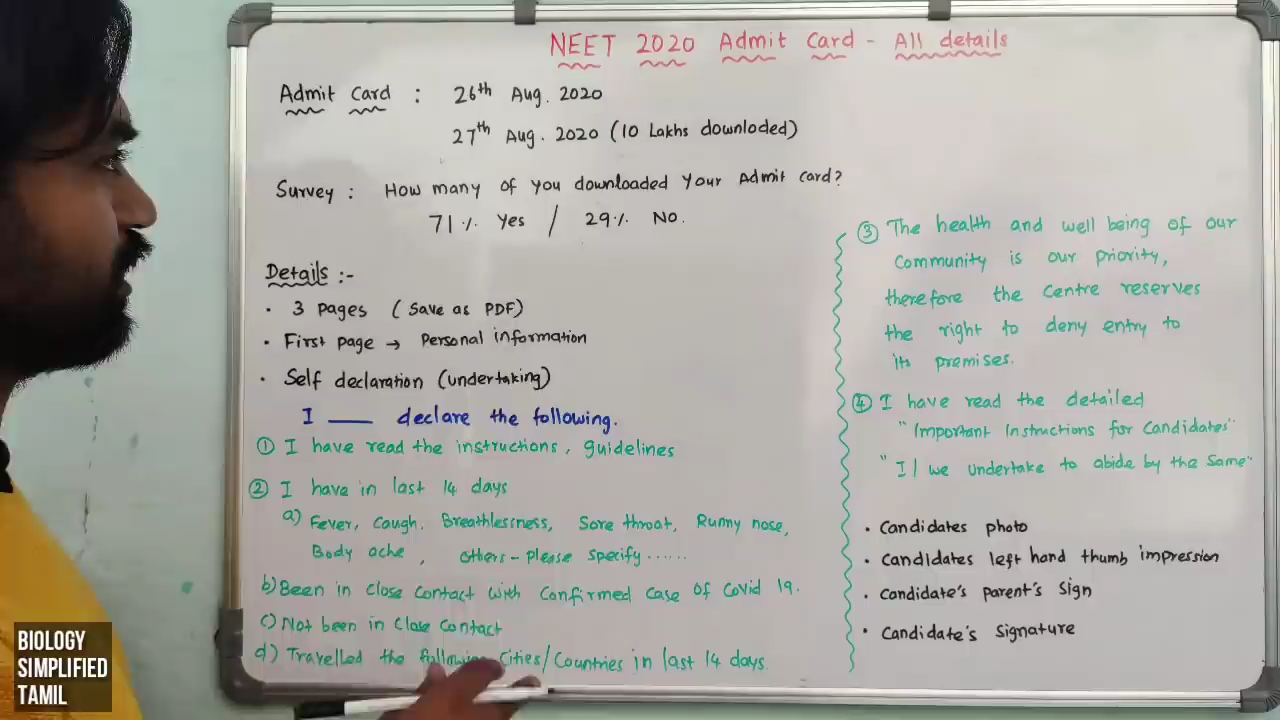 NEET 2020 Admit Card - All details
Admit Card : 26th Aug. 2020
27th Aug. 2020 (10 Lakhs downloded)
Survey : How many of you downloaded your Admit card?
71% Yes / 29% No.
Details :-
· 3 pages (Save as PDF)
· First page → Personal information
· Self declaration (undertaking)
I ___ declare the following.
① I have read the instructions, guidelines
② I have in last 14 days
a) Fever, Cough, Breathlessness, Sore throat, Runny nose,
Body ache, others - Please specify ......
b) Been in close contact with confirmed case of Covid 19.
c) Not been in close contact
d) Travelled the following Cities/Countries in last 14 days.
③ The health and well being of our
Community is our priority,
therefore the centre reserves
the right to deny entry to
its premises.
④ I have read the detailed
"Important Instructions for Candidates"
"I/we undertake to abide by the same"
· Candidates photo
· Candidates left hand thumb impression
· Candidate's parent's sign
· Candidate's signature
BIOLOGY
SIMPLIFIED
TAMIL